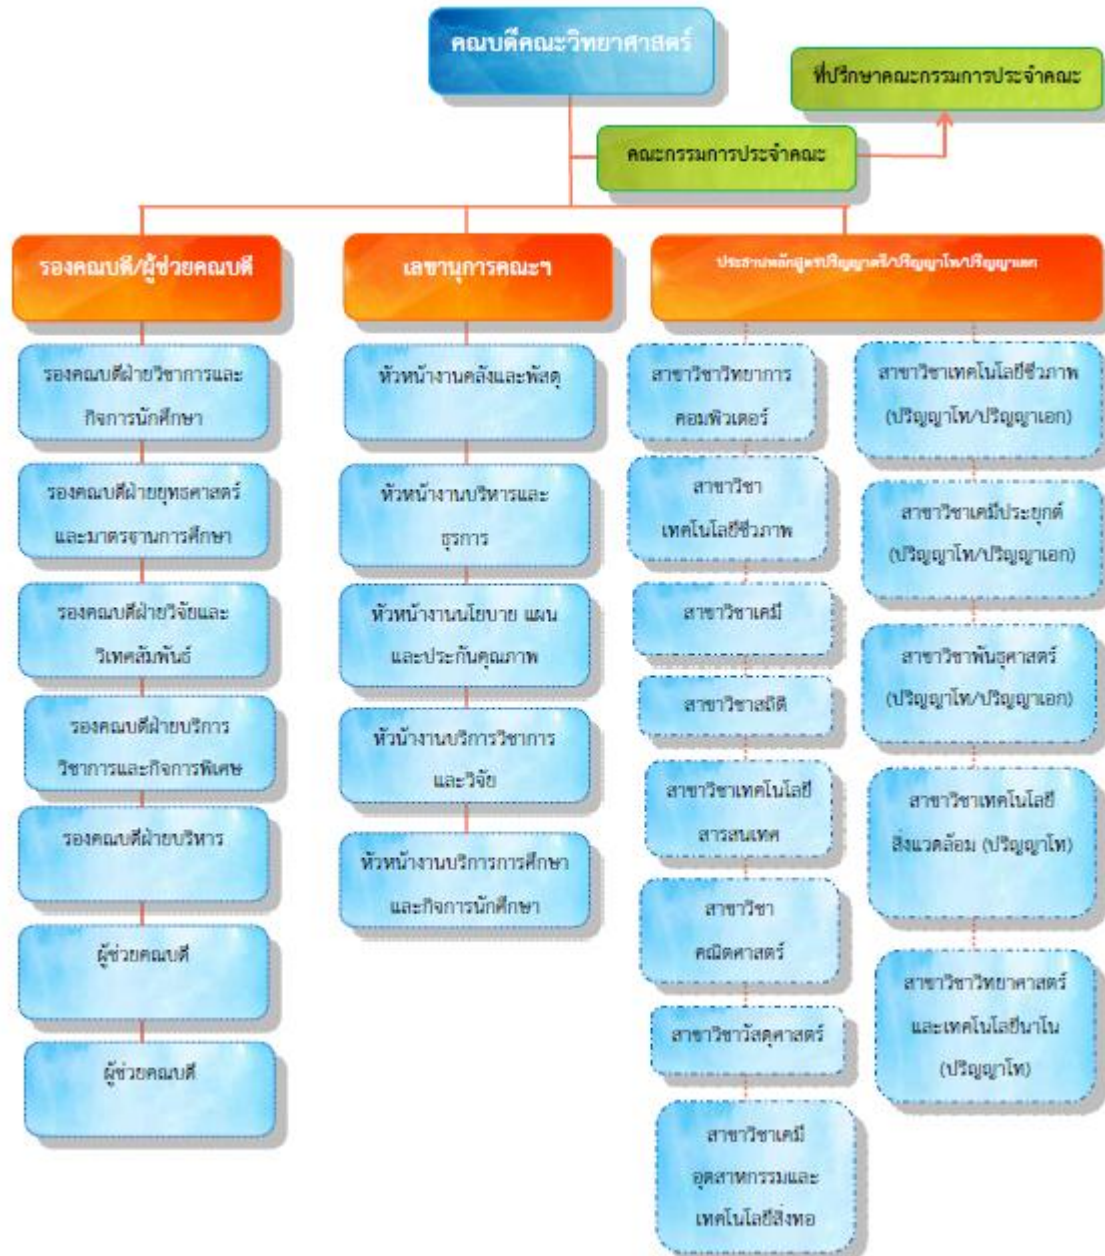 คณบดีคณะวิทยาศาสตร์
ที่ปรึกษาคณะกรรมการประจำคณะ
คณะกรรมการประจำคณะ
รองคณบดี/ผู้ช่วยคณบดี
รองคณบดีฝ่ายวิชาการและ
กิจการนักศึกษา
รองคณบดีฝ่ายยุทธศาสตร์
และมาตรฐานการศึกษา
รองคณบดีฝ่ายวิจัยและ
วิเทศสัมพันธ์
รองคณบดีฝ่ายบริการ
วิชาการและกิจการพิเศษ
รองคณบดีฝ่ายบริหาร
ผู้ช่วยคณบดี
ผู้ช่วยคณบดี
เลขานุการคณะฯ
หัวหน้างานคลังและพัสดุ
หัวหน้างานบริหารและ
ธุรการ
หัวหน้างานนโยบาย แผน
และประกันคุณภาพ
หัวน้างานบริการวิชาการ
และวิจัย
หัวหน้างานบริการการศึกษา
และกิจการนักศึกษา
ประสานหลักสูตรปริญญาตรี/ปริญญาโท/ปริญญาเอก
สาขาวิชาวิทยาการ
คอมพิวเตอร์
สาขาวิชา
เทคโนโลยีชีวภาพ
สาขาวิชาเคมี
สาขาวิชาสถิติ
สาขาวิชาเทคโนโลยี
สารสนเทศ
สาขาวิชา
คณิตศาสตร์
สาขาวิชาวัสดุศาสตร์
สาขาวิชาเคมี
อุตสาหกรรมและ
เทคโนโลยีสิ่งทอ
สาขาวิชาเทคโนโลยีชีวภาพ
(ปริญญาโท/ปริญญาเอก)
สาขาวิชาเคมีประยุกต์
(ปริญญาโท/ปริญญาเอก)
สาขาวิชาพันธุศาสตร์
(ปริญญาโท/ปริญญาเอก)
สาขาวิชาเทคโนโลยี
สิ่งแวดล้อม (ปริญญาโท)
สาขาวิชาวิทยาศาสตร์
และเทคโนโลยีนาโน
(ปริญญาโท)